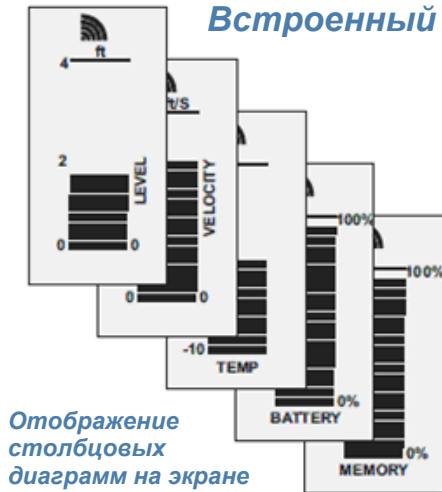 Встроенный
ft
4
2
LEVEL
0 0
ft/S
VELOCITY
0 0
-10
TEMP
100%
0%
BATTERY
100%
0%
MEMORY
Отображение
столбцовых
диаграмм на экране